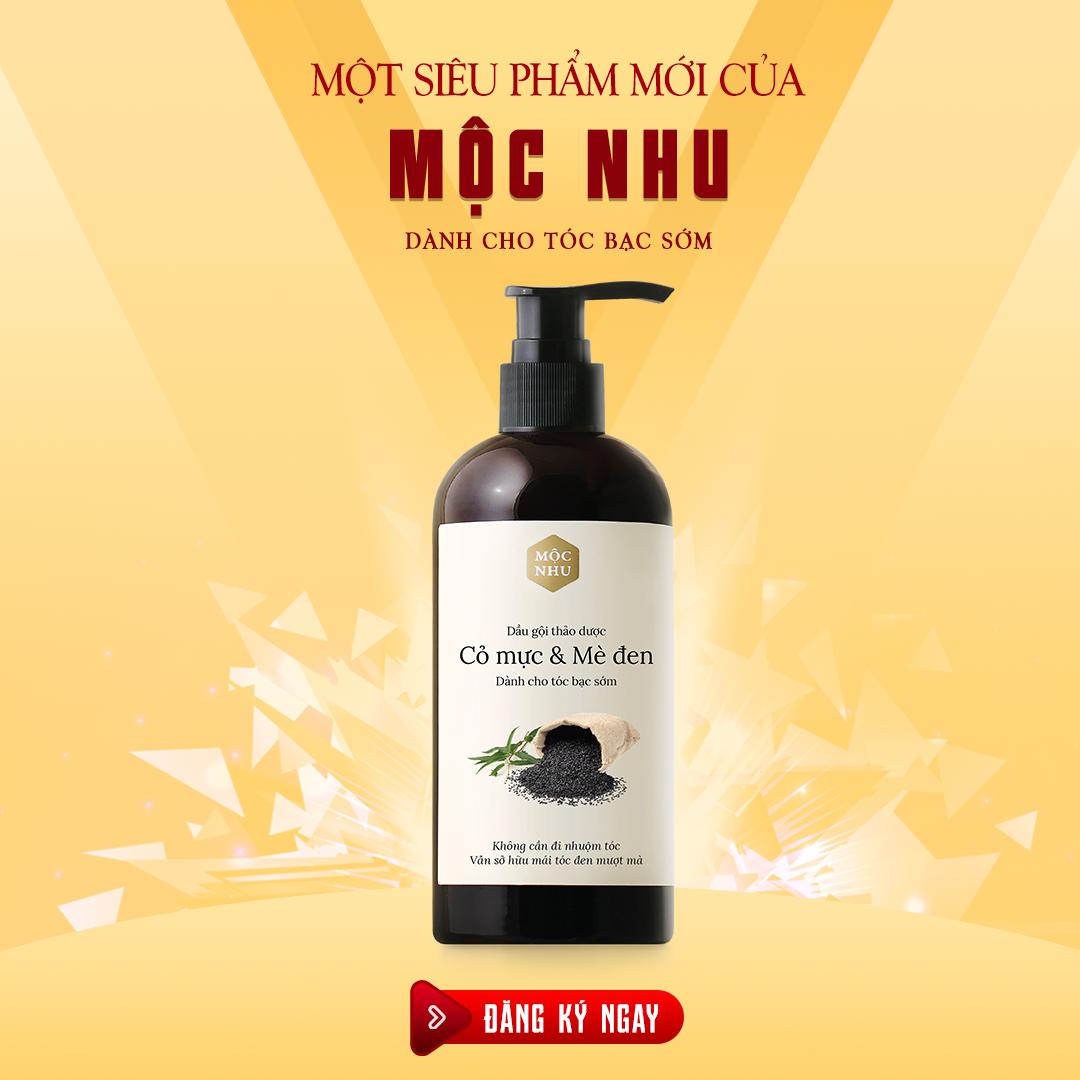 MỘT SIÊU PHẨM MỚI CỦA
MỘC NHU
DÀNH CHO TÓC BẠC SỚM
MỘC
NHU
Dầu gội thảo dược
Cỏ mực & Mè đen
Dành cho tóc bạc sớm
Không cần đi nhuộm tóc
Vẫn sở hữu mái tóc đen mượt mà
ĐĂNG KÝ NGAY